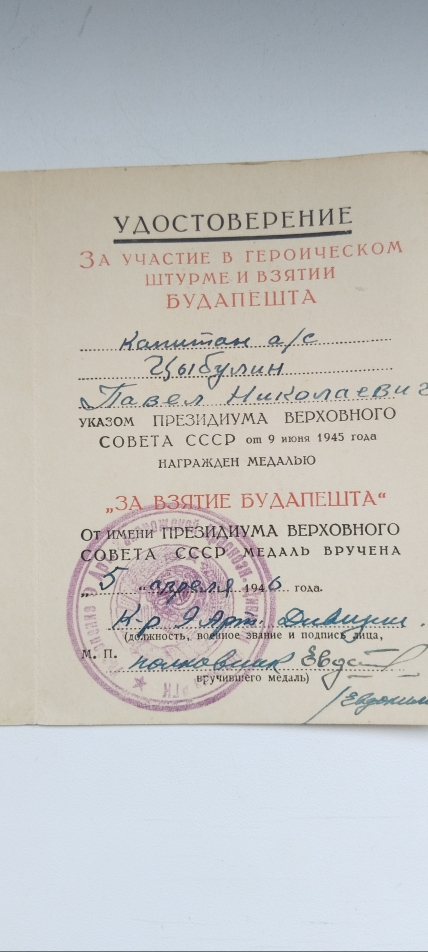 УДОСТОВЕРЕНИЕ
ЗА УЧАСТИЕ В ГЕРОИЧЕСКОМ
ШТУРМЕ И ВЗЯТИИ
БУДАПЕШТА
Капитан а/с
Цыбулин
Павел Николаевич
УКАЗОМ ПРЕЗИДИУМА ВЕРХОВНОГО
СОВЕТА СССР от 9 июня 1945 года
НАГРАЖДЕН МЕДАЛЬЮ
„ЗА ВЗЯТИЕ БУДАПЕШТА“
ОТ ИМЕНИ ПРЕЗИДИУМА ВЕРХОВНОГО
СОВЕТА СССР МЕДАЛЬ ВРУЧЕНА
„5 апреля 1946 года.
К-р 9 Арт. Дивизии.
(должность, военное звание и подпись лица,
М. П. полковник
вручившего медаль)